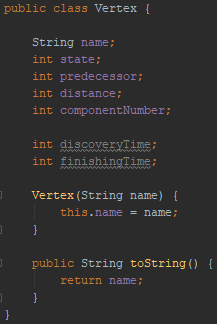 public class Vertex {
String name;
int state;
int predecessor;
int distance;
int componentNumber;
int discoveryTime;
int finishingTime;
Vertex(String name) {
this.name = name;
}
public String toString() {
return name;
}
}